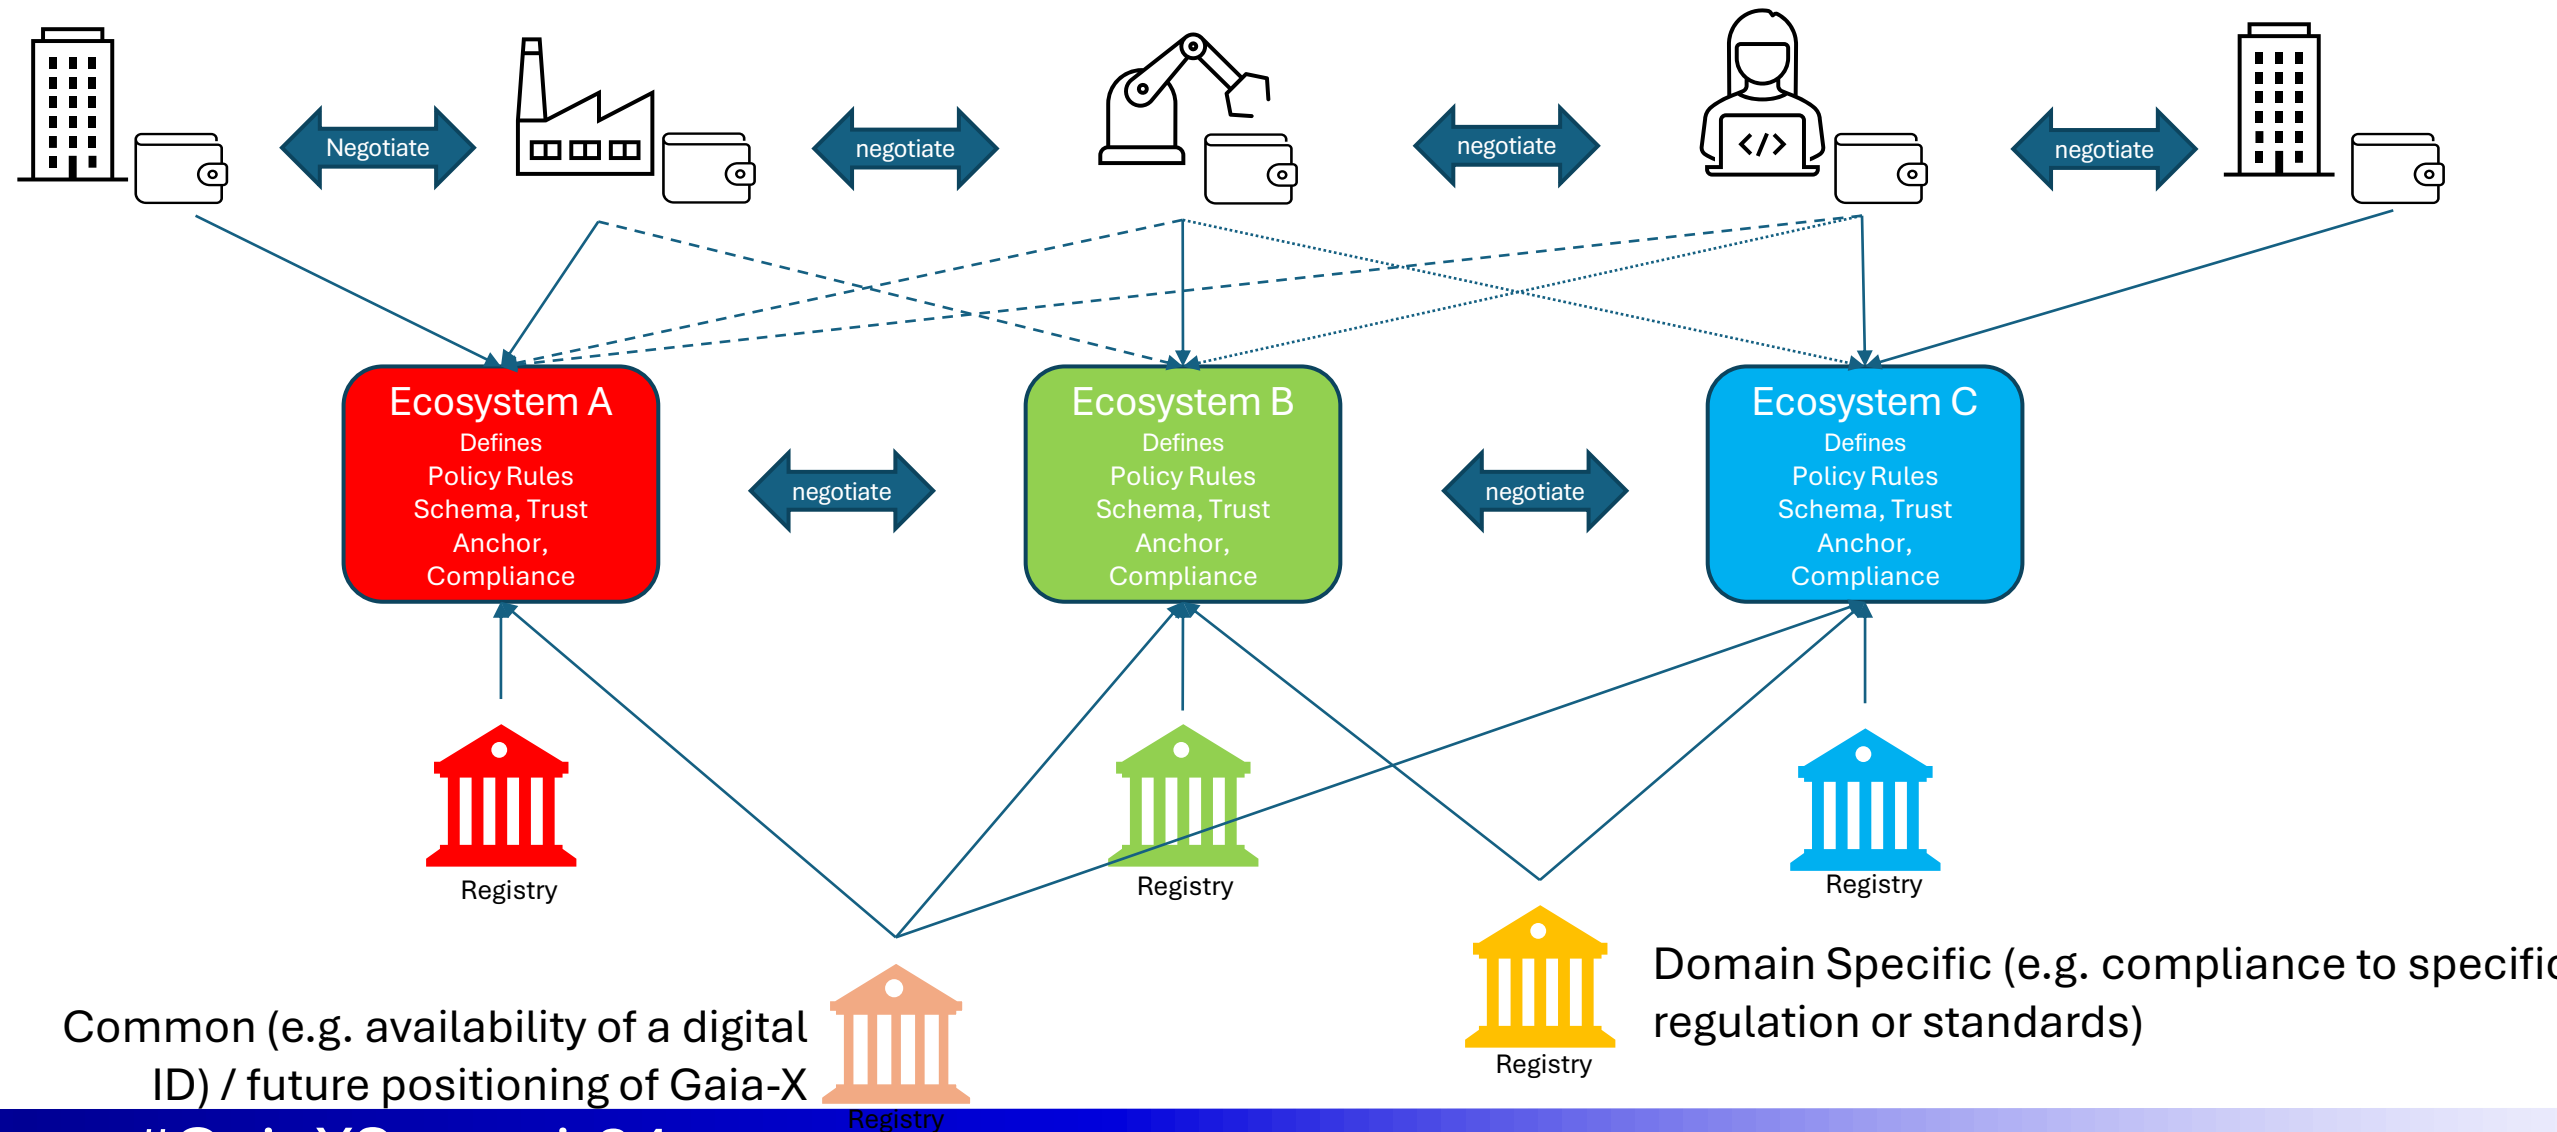 Negotiate
negotiate
negotiate
negotiate
</>
Ecosystem A
Defines
Policy Rules
Schema, Trust
Anchor,
Compliance
negotiate
Ecosystem B
Defines
Policy Rules
Schema, Trust
Anchor,
Compliance
negotiate
Ecosystem C
Defines
Policy Rules
Schema, Trust
Anchor,
Compliance
Registry
Registry
Registry
Common (e.g. availability of a digital
ID) / future positioning of Gaia-X
Registry
Registry
Domain Specific (e.g. compliance to specific
regulation or standards)